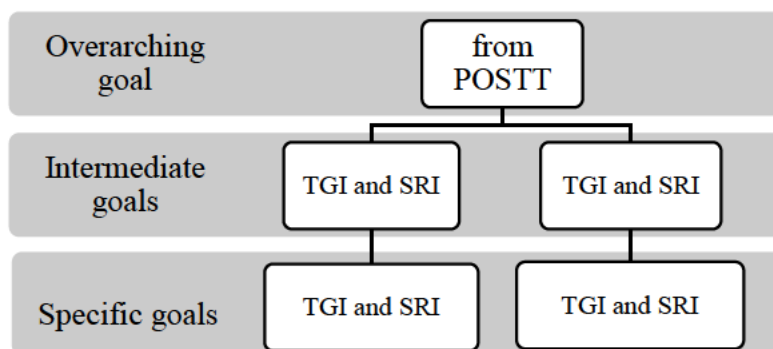 Overarching
goal
from
POSTT
Intermediate
goals
TGI and SRI
TGI and SRI
Specific goals
TGI and SRI
TGI and SRI